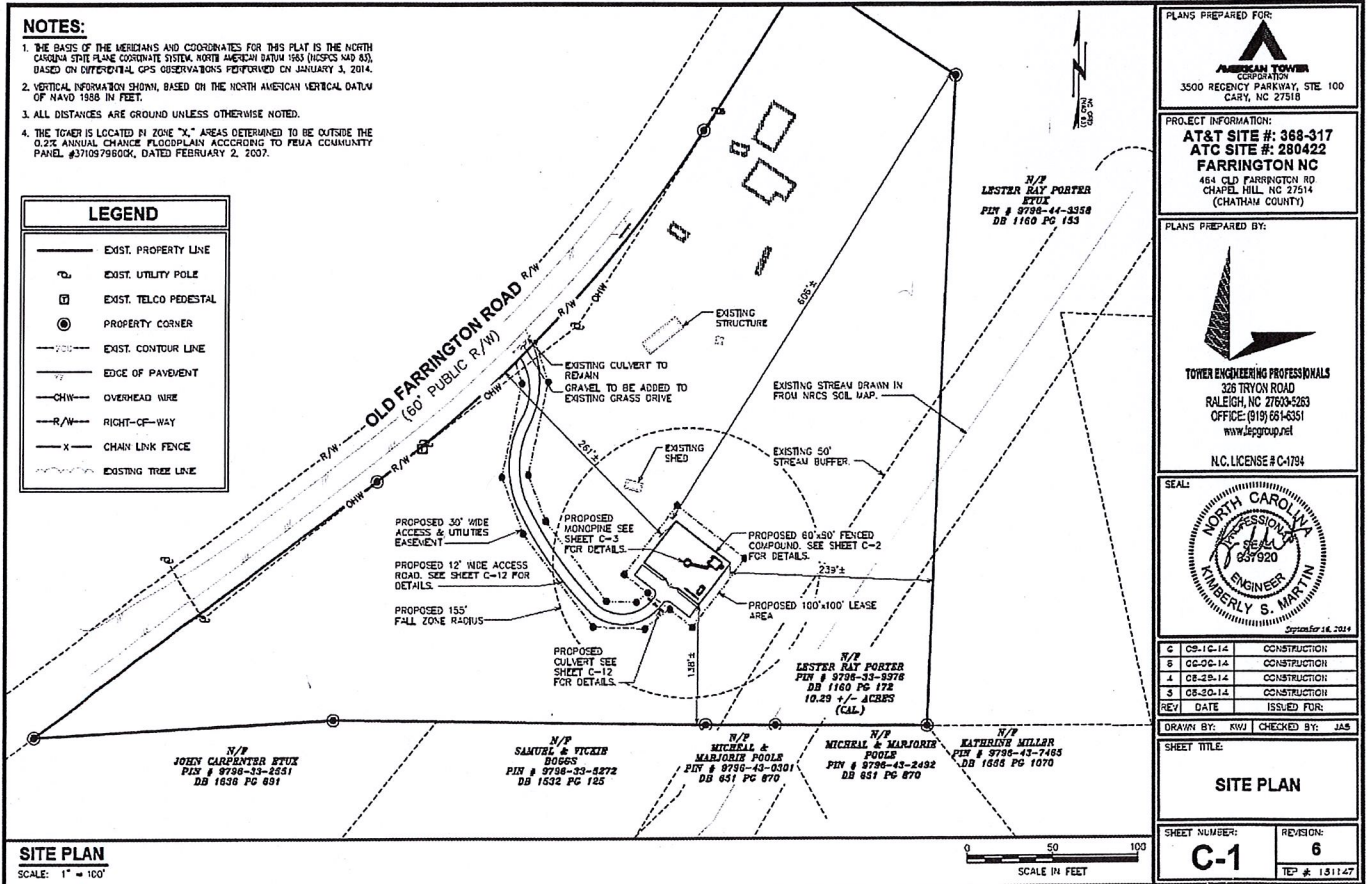 NOTES:
1. THE BASIS OF THE MERIDIANS AND COORDINATES FOR THIS PLAT IS THE NORTH
CAROLINA STATE PLANE COORDINATE SYSTEM, NORTH AMERICAN DATUM 1983 (NCSPCS NAD 83),
BASED ON DIFFERENTIAL GPS OBSERVATIONS PERFORMED ON JANUARY 3, 2014.
2. VERTICAL INFORMATION SHOWN, BASED ON THE NORTH AMERICAN VERTICAL DATUM
OF NAVD 1988 IN FEET.
3. ALL DISTANCES ARE GROUND UNLESS OTHERWISE NOTED.
4. THE TOWER IS LOCATED IN ZONE "X," AREAS DETERMINED TO BE OUTSIDE THE
0.2% ANNUAL CHANCE FLOODPLAIN ACCCRDING TO FEMA COMMUNITY
PANEL #3710979600K, DATED FEBRUARY 2, 2007.
LEGEND
EXIST. PROPERTY LINE
EXIST. UTILITY POLE
T EXIST. TELCO PEDESTAL
PROPERTY CORNER
EXIST. CONTOUR LINE
EDGE OF PAVEMENT
OHW OVERHEAD WIRE
R/W RIGHT-OF-WAY
X CHAIN LINK FENCE
EXISTING TREE LINE
OLD FARRINGTON ROAD
(60' PUBLIC R/W)
R/W
R/W
R/W
R/W
OHW
OHW
OHW
N/F
LESTER RAY PORTER
ETUX
PIN # 9796-44-3358
DB 1160 PG 153
606'±
EXISTING
STRUCTURE
EXISTING CULVERT TO
REMAIN
GRAVEL TO BE ADDED TO
EXISTING GRASS DRIVE
EXISTING STREAM DRAWN IN
FROM NRCS SOIL MAP.
261'±
EXISTING
SHED
EXISTING 50'
STREAM BUFFER.
PROPOSED 30' WIDE
ACCESS & UTILITIES
EASEMENT
PROPOSED
MONOPINE SEE
SHEET C-3
FOR DETAILS.
PROPOSED 60'x60' FENCED
COMPOUND. SEE SHEET C-2
FOR DETAILS.
PROPOSED 12' WIDE ACCESS
ROAD. SEE SHEET C-12 FOR
DETAILS.
239'±
PROPOSED 155'
FALL ZONE RADIUS
PROPOSED 100'x100' LEASE
AREA
PROPOSED
CULVERT SEE
SHEET C-12
FOR DETAILS.
138'±
N/F
LESTER RAY PORTER
PIN # 9796-33-9976
DB 1160 PG 172
10.29 +/- ACRES
(CAL.)
N/F
JOHN CARPENTER ETUX
PIN # 9796-33-2551
DB 1636 PG 691
N/F
SAMUEL & VICKIE
BOGGS
PIN # 9796-33-5272
DB 1532 PG 125
N/F
MICHEAL &
MARJORIE POOLE
PIN # 9796-43-0301
DB 651 PG 870
N/F
MICHEAL & MARJORIE
POOLE
PIN # 9796-43-2492
DB 651 PG 870
N/F
KATHRINE MILLER
PIN # 9796-43-7465
PG 1070
SITE PLAN
SCALE: 1" = 100'
0 50 100
SCALE IN FEET
PLANS PREPARED FOR:
AMERICAN TOWER
CORPORATION
3500 REGENCY PARKWAY, STE. 100
CARY, NC 27518
PROJECT INFORMATION:
AT&T SITE #: 368-317
ATC SITE #: 280422
FARRINGTON NC
464 OLD FARRINGTON RD
CHAPEL HILL, NC 27514
(CHATHAM COUNTY)
PLANS PREPARED BY:
TOWER ENGINEERING PROFESSIONALS
326 TRYON ROAD
RALEIGH, NC 27603-5263
OFFICE: (919) 661-6351
www.tepgroup.net
N.C. LICENSE # C-1794
SEAL:
NORTH CAROLINA
PROFESSIONAL
SEAL
037920
ENGINEER
KIMBERLY S. MARTIN
September 16, 2014
6 09-16-14 CONSTRUCTION
5 CONSTRUCTION
4 08-29-14 CONSTRUCTION
3 08-20-14 CONSTRUCTION
REV DATE ISSUED FOR:
DRAWN BY: KWJ CHECKED BY: JAS
SHEET TITLE:
SITE PLAN
SHEET NUMBER:
C-1
REVISION:
6
TEP #: 151147